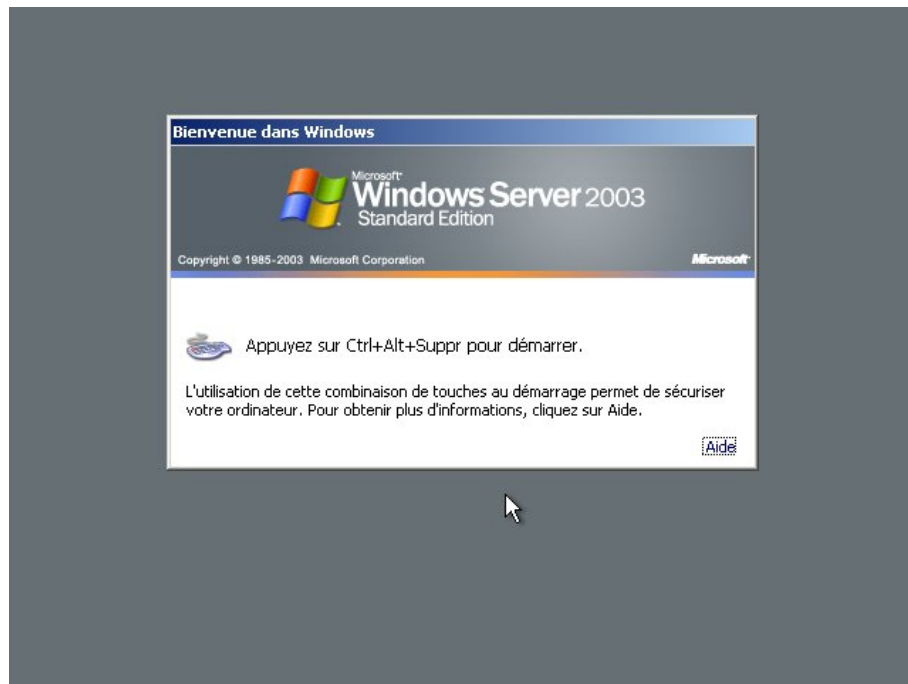 Bienvenue dans Windows
Microsoft
Windows Server 2003
Standard Edition
Copyright © 1985-2003 Microsoft Corporation
Microsoft
Appuyez sur Ctrl+Alt+Suppr pour démarrer.
L'utilisation de cette combinaison de touches au démarrage permet de sécuriser
votre ordinateur. Pour obtenir plus d'informations, cliquez sur Aide.
Aide